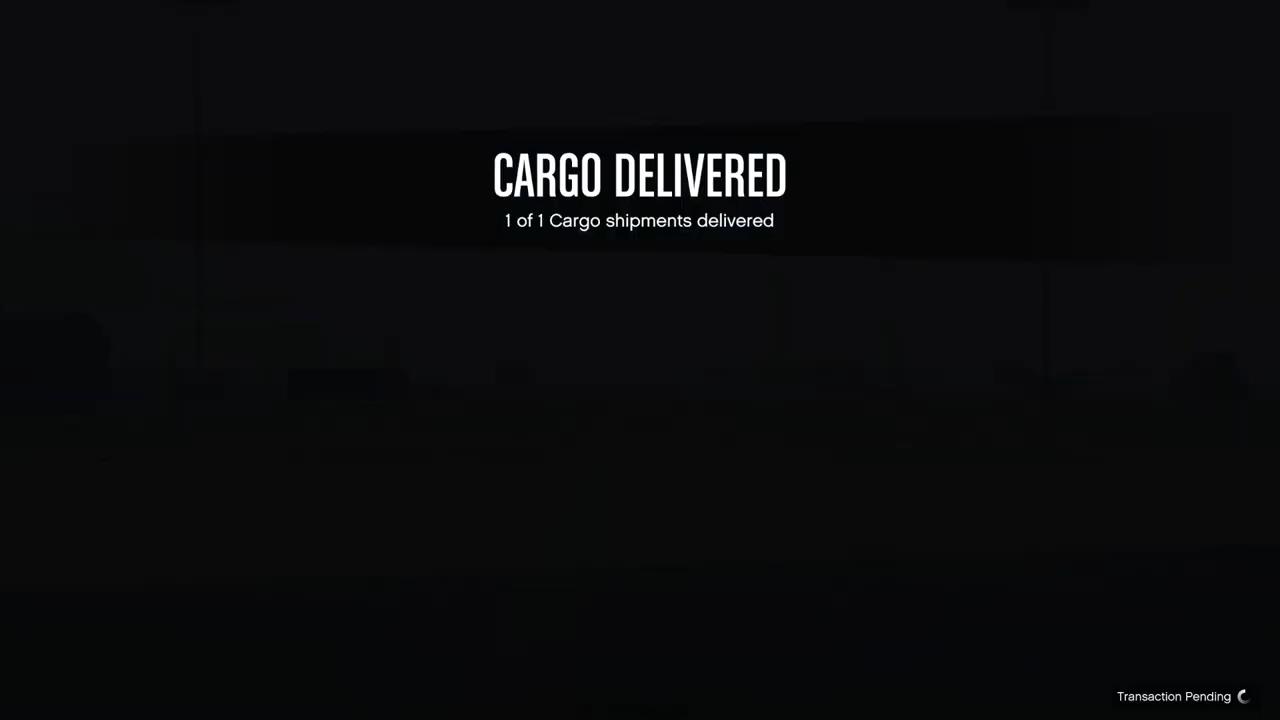 CARGO DELIVERED
1 of 1 Cargo shipments delivered
Transaction Pending